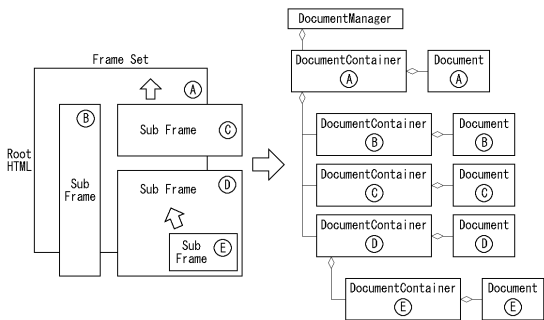 Frame Set
A
B
Sub Frame
C
Root
HTML
Sub
Frame
Sub Frame
D
Sub
Frame
E
DocumentManager
DocumentContainer
A
Document
A
DocumentContainer
B
Document
B
DocumentContainer
C
Document
C
DocumentContainer
D
Document
D
DocumentContainer
E
Document
E